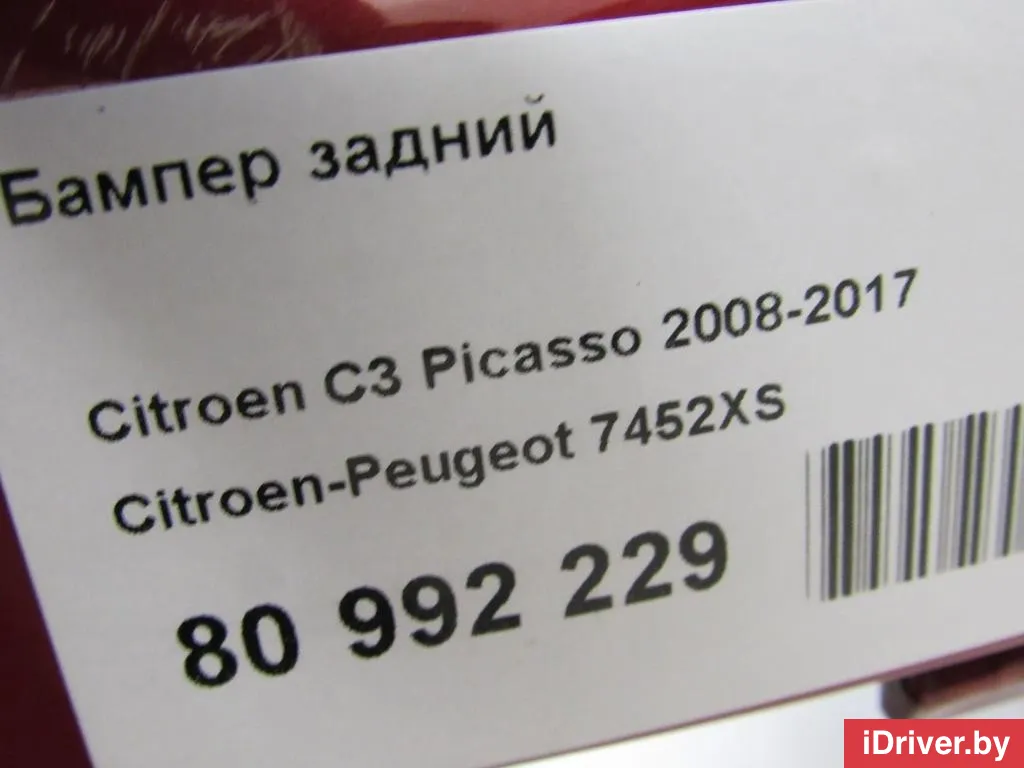 Бампер задний
Citroen C3 Picasso 2008-2017
Citroen-Peugeot 7452XS
80 992 229
iDriver.by